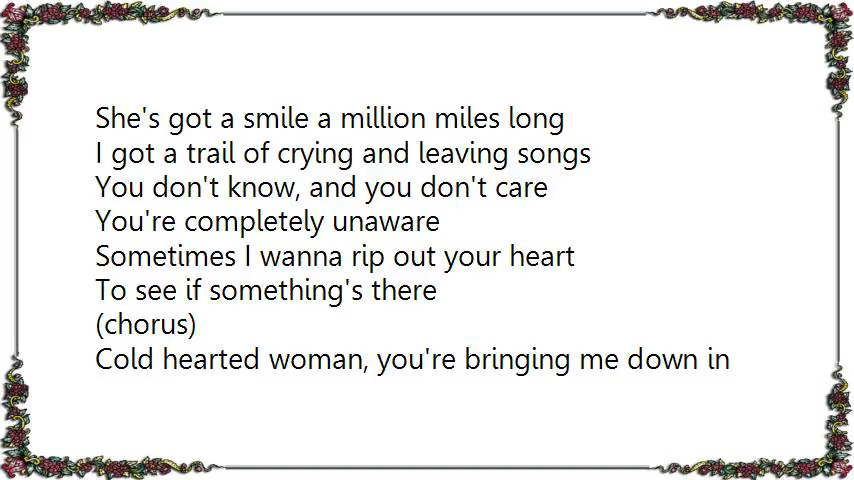 She's got a smile a million miles long
I got a trail of crying and leaving songs
You don't know, and you don't care
You're completely unaware
Sometimes I wanna rip out your heart
To see if something's there
(chorus)
Cold hearted woman, you're bringing me down in